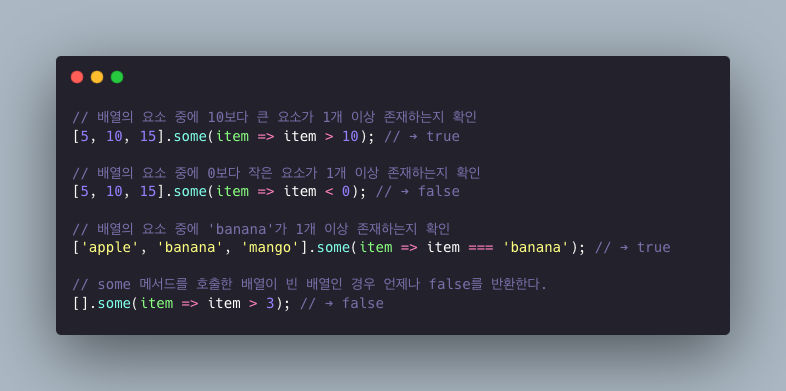 // 배열의 요소 중에 10보다 큰 요소가 1개 이상 존재하는지 확인
[5, 10, 15].some(item => item > 10); // → true
// 배열의 요소 중에 0보다 작은 요소가 1개 이상 존재하는지 확인
[5, 10, 15].some(item => item < 0); // → false
// 배열의 요소 중에 'banana'가 1개 이상 존재하는지 확인
['apple', 'banana', 'mango'].some(item => item === 'banana'); // → true
// some 메서드를 호출한 배열이 빈 배열인 경우 언제나 false를 반환한다.
[].some(item => item > 3); // → false